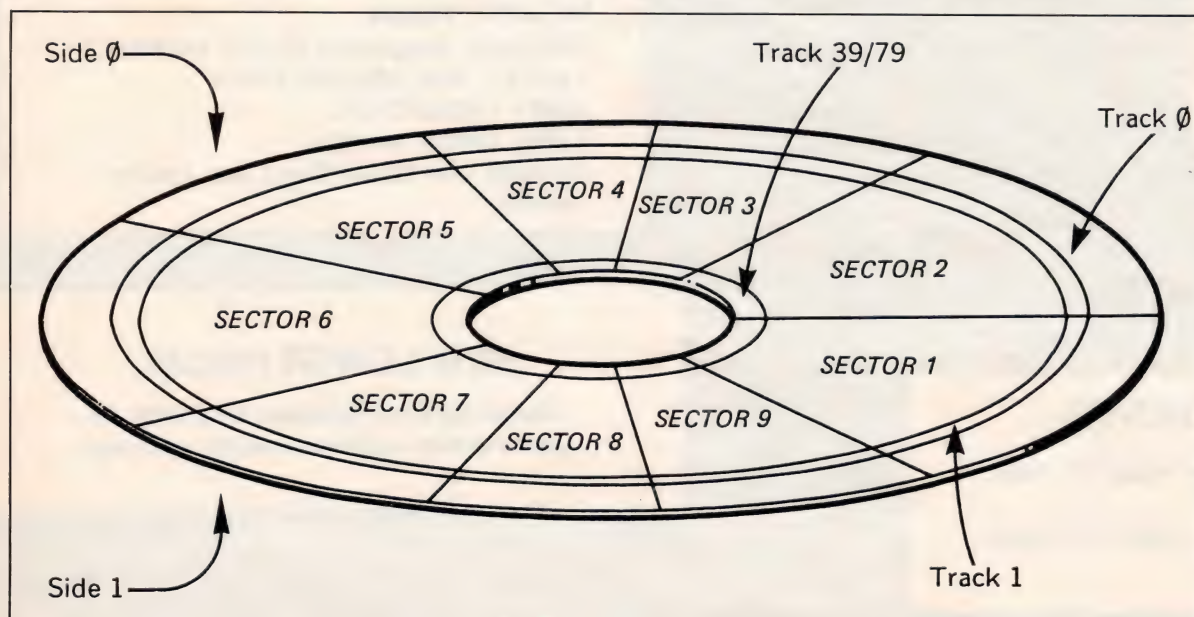 Side Ø
Track 39/79
Track Ø
SECTOR 4
SECTOR 3
SECTOR 5
SECTOR 2
SECTOR 6
SECTOR 1
SECTOR 7
SECTOR 9
SECTOR 8
Side 1
Track 1